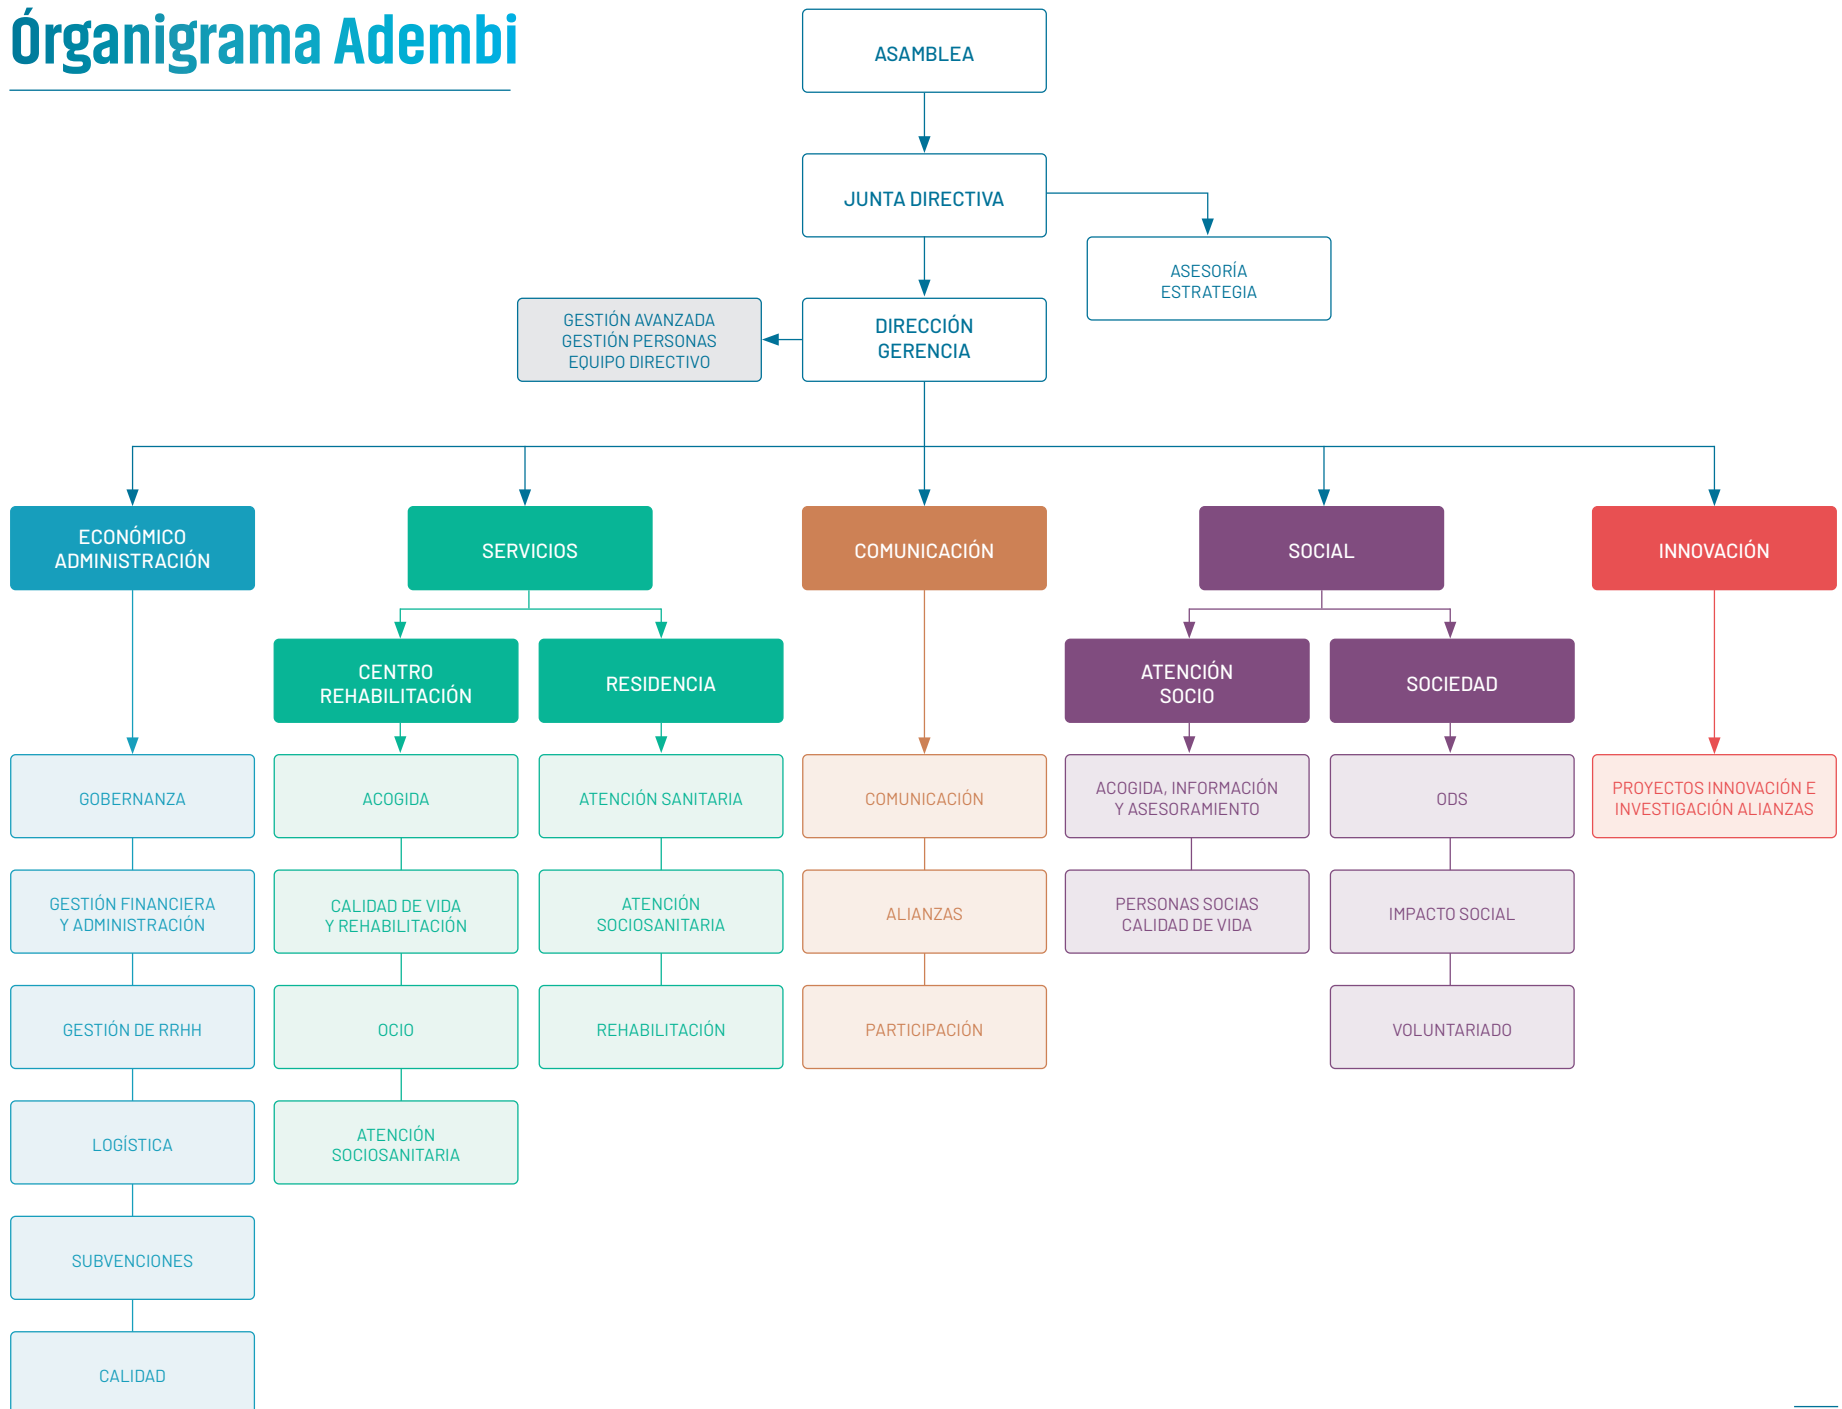 Órganigrama Adembi
ASAMBLEA
JUNTA DIRECTIVA
ASESORÍA
ESTRATEGIA
GESTIÓN AVANZADA
GESTIÓN PERSONAS
EQUIPO DIRECTIVO
DIRECCIÓN
GERENCIA
ECONÓMICO
ADMINISTRACIÓN
SERVICIOS
COMUNICACIÓN
SOCIAL
INNOVACIÓN
CENTRO
REHABILITACIÓN
RESIDENCIA
ATENCIÓN
SOCIO
SOCIEDAD
GOBERNANZA
ACOGIDA
ATENCIÓN SANITARIA
COMUNICACIÓN
ACOGIDA, INFORMACIÓN
Y ASESORAMIENTO
ODS
PROYECTOS INNOVACIÓN E
INVESTIGACIÓN ALIANZAS
GESTIÓN FINANCIERA
Y ADMINISTRACIÓN
CALIDAD DE VIDA
Y REHABILITACIÓN
ATENCIÓN
SOCIOSANITARIA
ALIANZAS
PERSONAS SOCIAS
CALIDAD DE VIDA
IMPACTO SOCIAL
GESTIÓN DE RRHH
OCIO
REHABILITACIÓN
PARTICIPACIÓN
VOLUNTARIADO
LOGÍSTICA
ATENCIÓN
SOCIOSANITARIA
SUBVENCIONES
CALIDAD